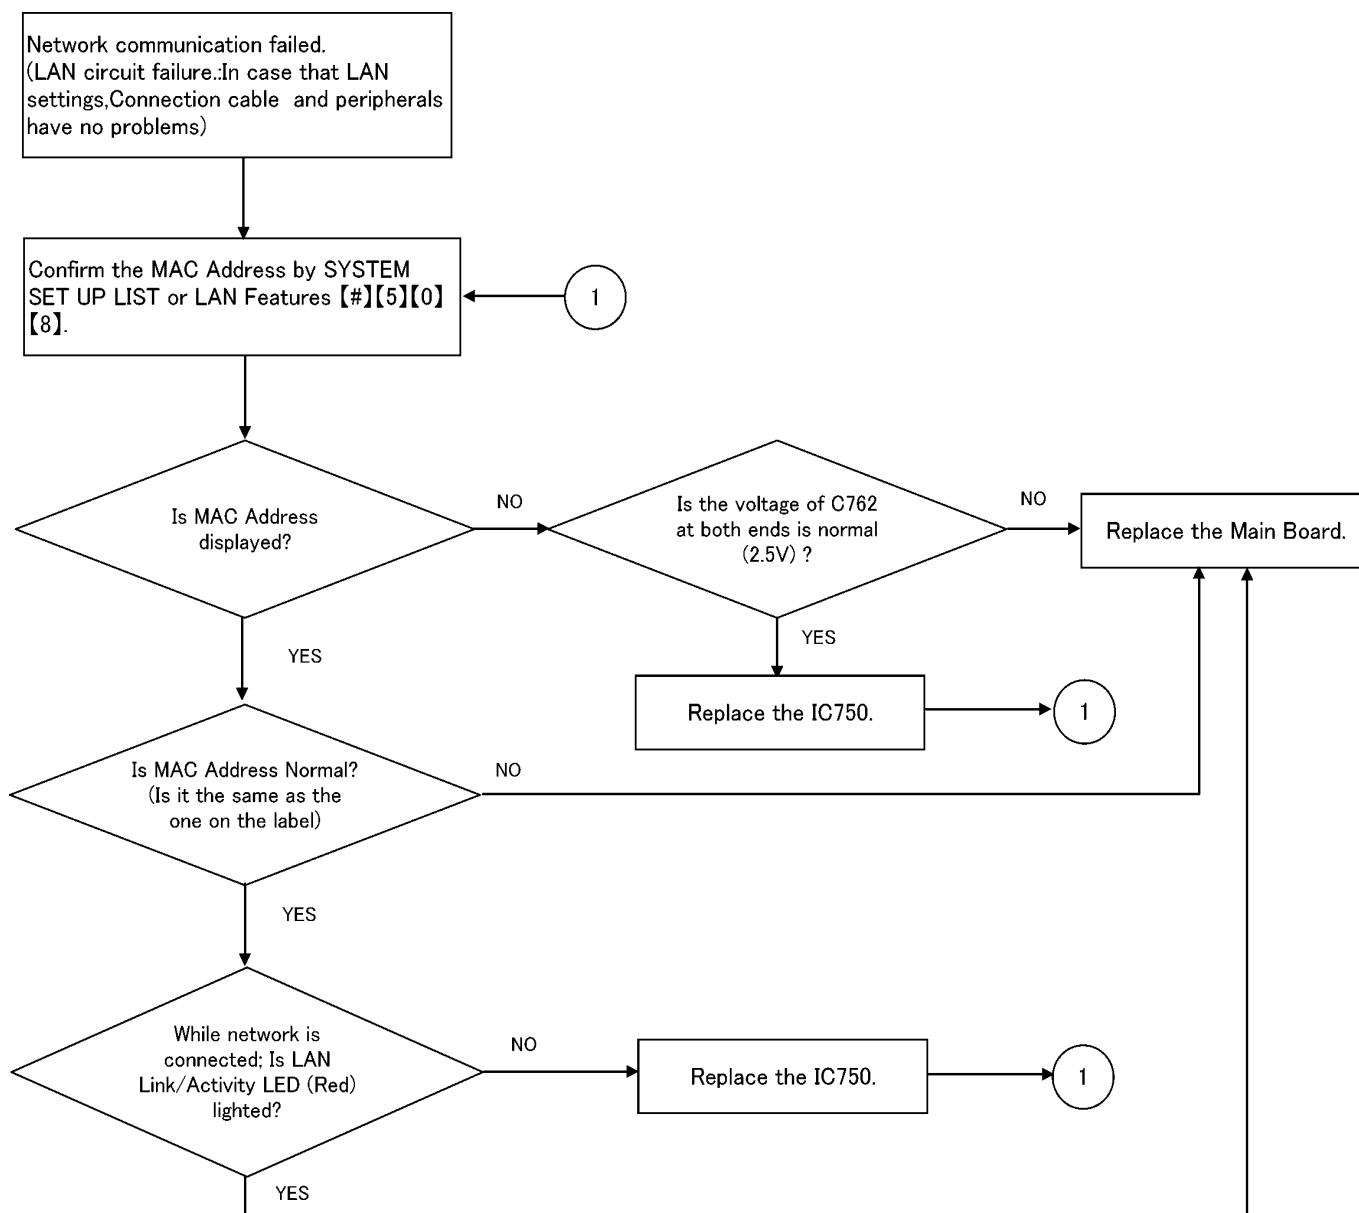 Network communication failed.
(LAN circuit failure.:In case that LAN
settings,Connection cable and peripherals
have no problems)
Confirm the MAC Address by SYSTEM
SET UP LIST or LAN Features【#】【5】【0】
【8】.
1
Is MAC Address
displayed?
NO
Is the voltage of C762
at both ends is normal
(2.5V) ?
NO
Replace the Main Board.
YES
YES
Replace the IC750.
1
Is MAC Address Normal?
(Is it the same as the
one on the label)
NO
YES
While network is
connected; Is LAN
Link/Activity LED (Red)
lighted?
NO
Replace the IC750.
1
YES